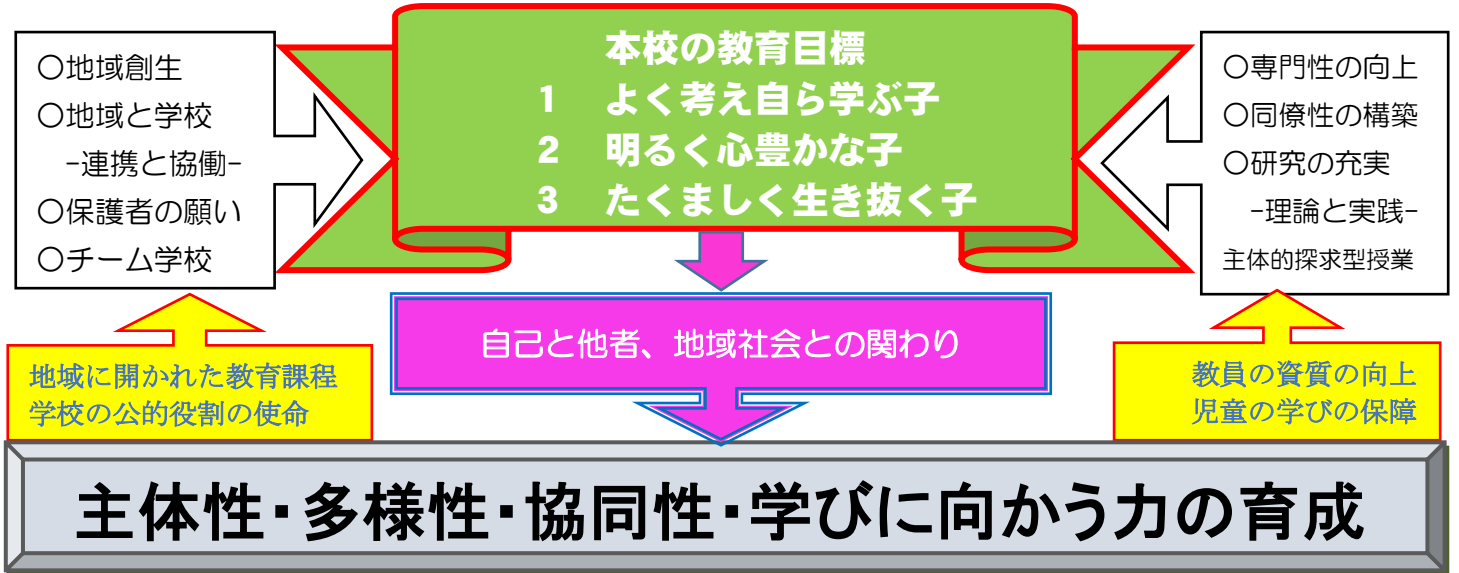 本校の教育目標
1 よく考え自ら学ぶ子
2 明るく心豊かな子
3 たくましく生き抜く子
〇地域創生
〇地域と学校
-連携と協働-
〇保護者の願い
〇チーム学校
〇専門性の向上
〇同僚性の構築
〇研究の充実
-理論と実践-
主体的探求型授業
自己と他者、地域社会との関わり
地域に開かれた教育課程
学校の公的役割の使命
教員の資質の向上
児童の学びの保障
主体性・多様性・協同性・学びに向かう力の育成